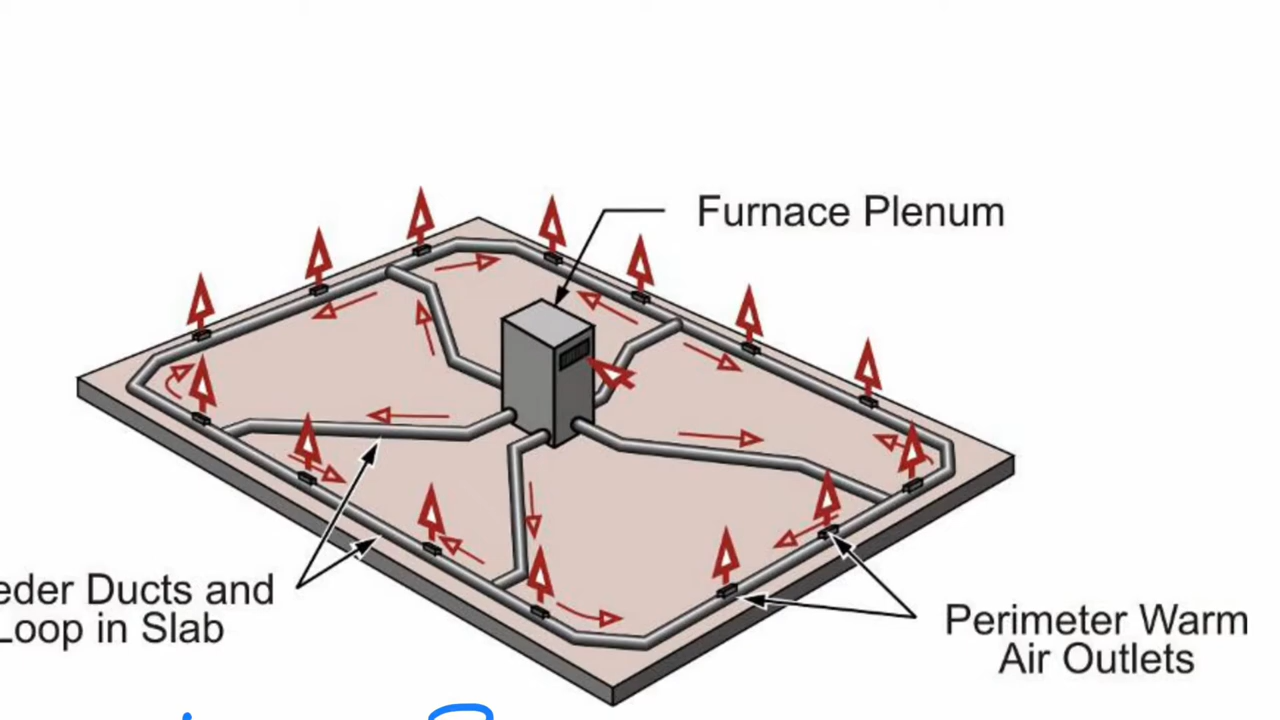 Furnace Plenum
eder Ducts and
Loop in Slab
Perimeter Warm
Air Outlets